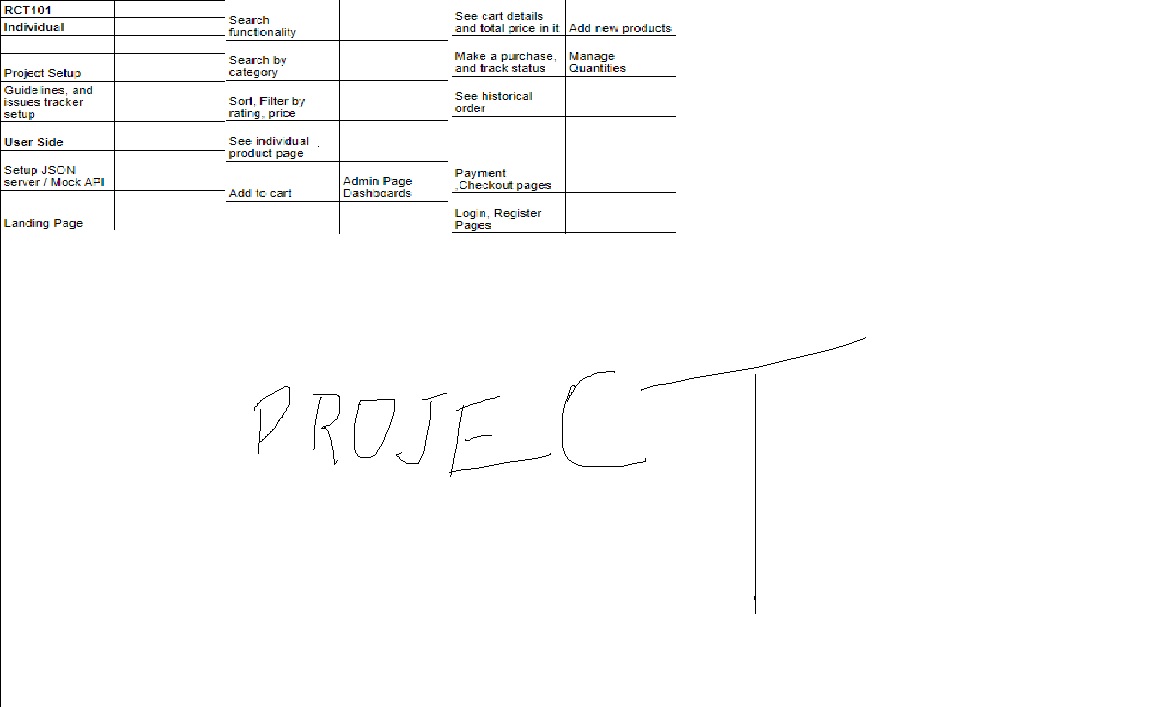 RCT101
Individual
Project Setup
Guidelines, and
issues tracker
setup
User Side
Setup JSON
server / Mock API
Landing Page
Search
functionality
Search by
category
Sort, Filter by
rating, price
See individual
product page
Add to cart
Admin Page
Dashboards
See cart details
and total price in it
Add new products
Make a purchase,
and track status
Manage
Quantities
See historical
order
Payment
,Checkout pages
Login, Register
Pages
PROJECT